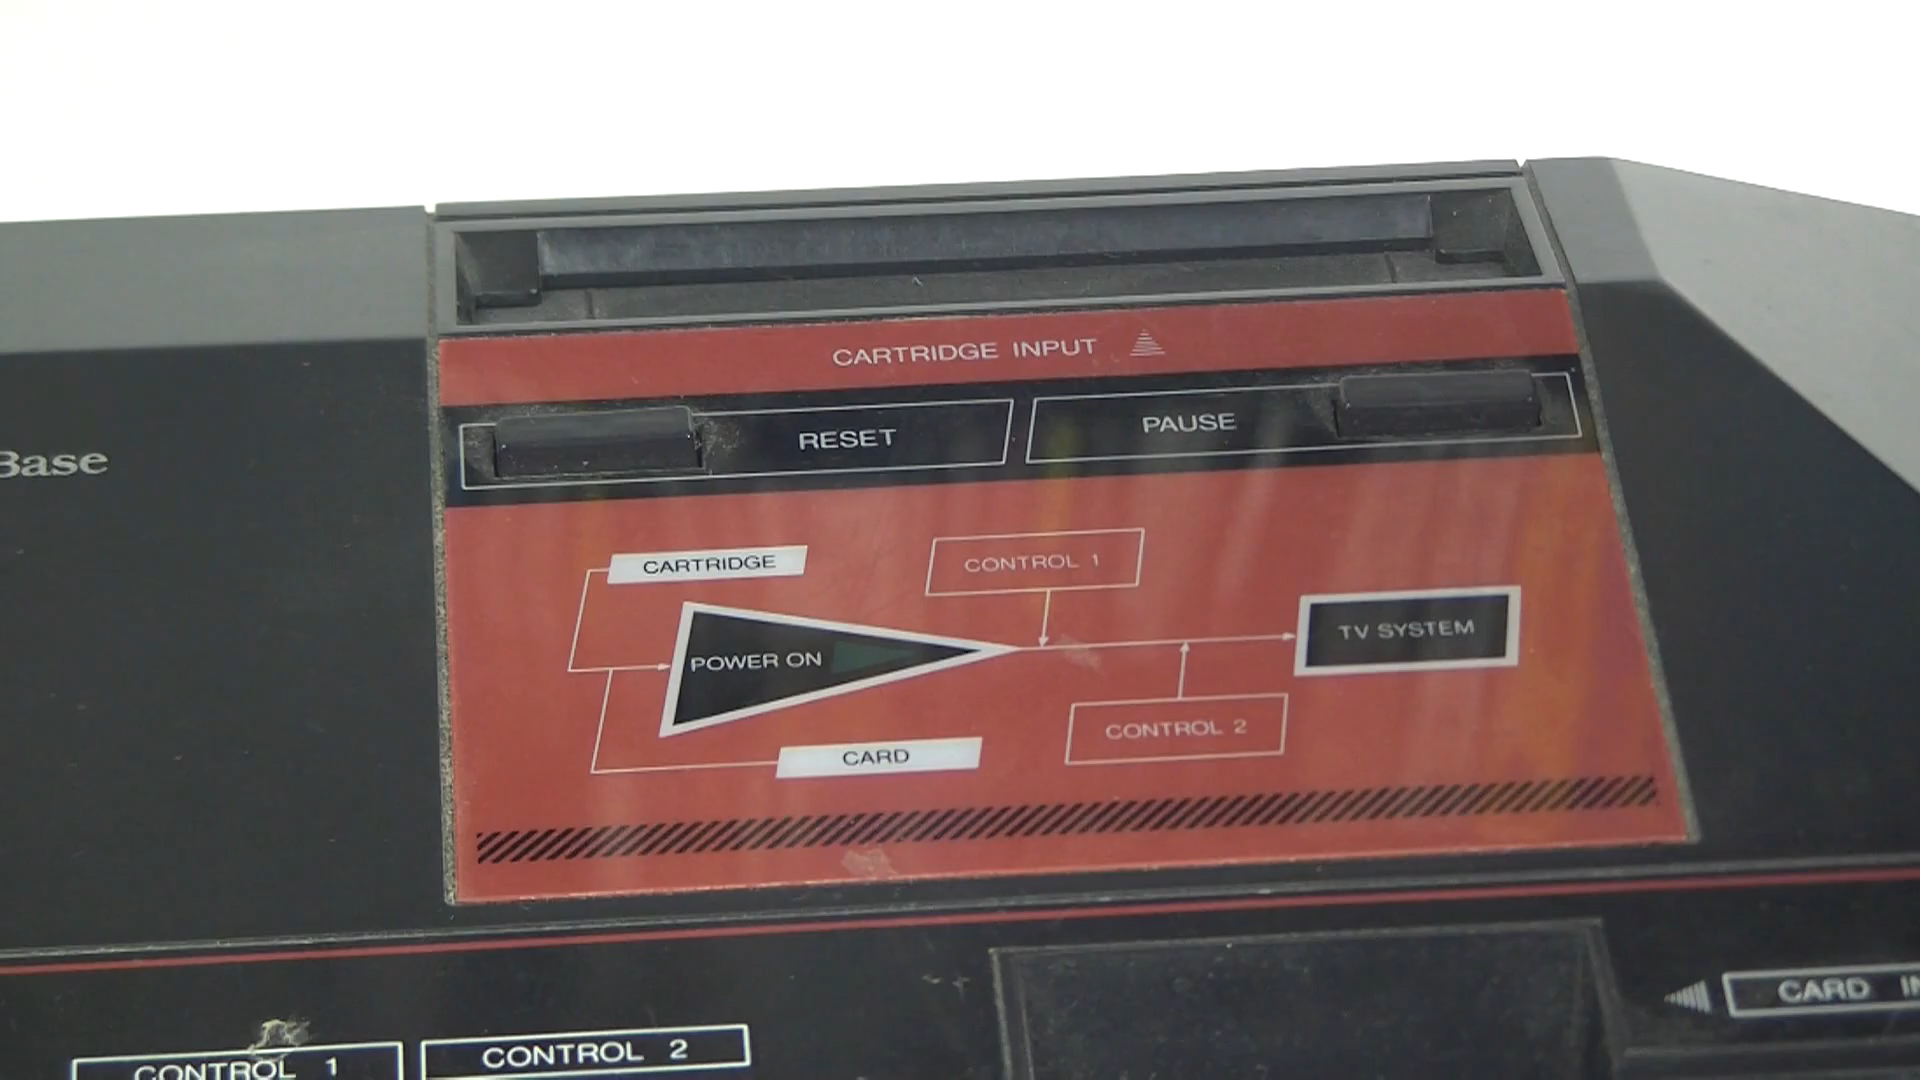 CARTRIDGE INPUT
RESET
PAUSE
Base
CARTRIDGE
CONTROL 1
POWER ON
TV SYSTEM
CONTROL 2
CARD
CARD
CONTROL 1
CONTROL 2